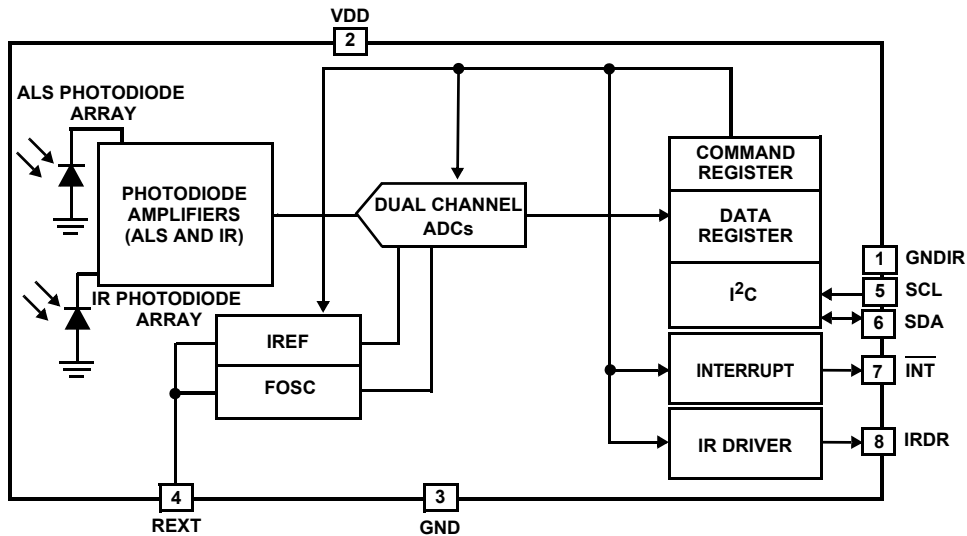 VDD
2
ALS PHOTODIODE
ARRAY
PHOTODIODE
AMPLIFIERS
(ALS AND IR)
IR PHOTODIODE
ARRAY
DUAL CHANNEL
ADCs
IREF
FOSC
COMMAND
REGISTER
DATA
REGISTER
I²C
INTERRUPT
IR DRIVER
1 GNDIR
5 SCL
6 SDA
7 I̅N̅T̅
8 IRDR
4
REXT
3
GND